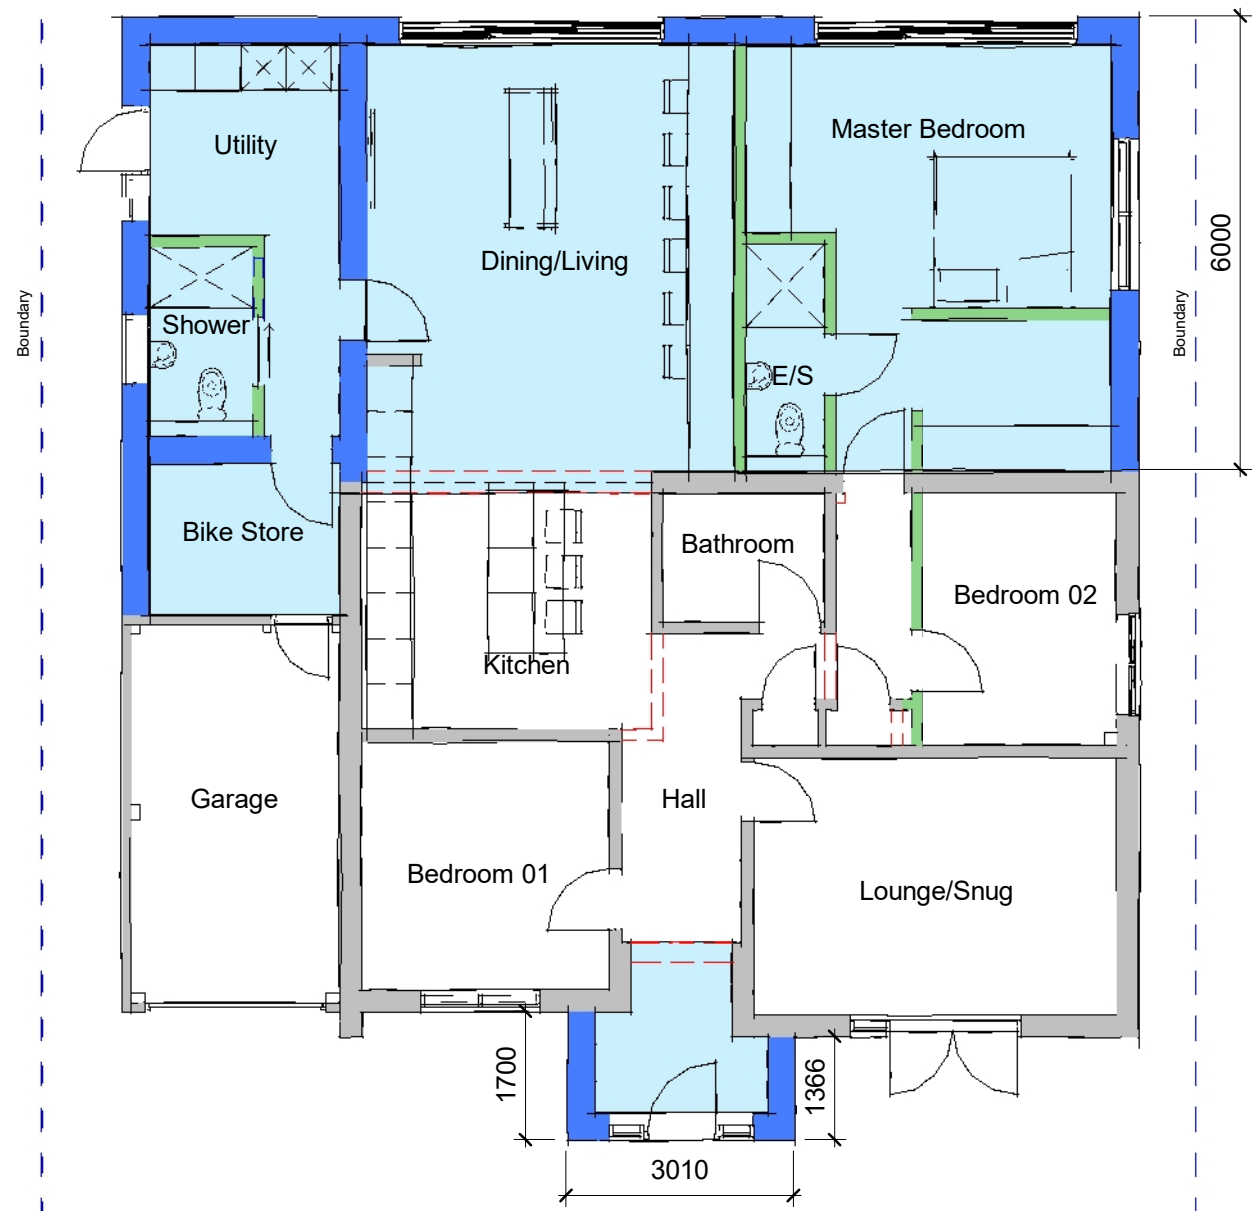 Utility
Master Bedroom
Dining/Living
6000
Boundary
Boundary
Shower
E/S
Bike Store
Bathroom
Bedroom 02
Kitchen
Garage
Hall
Bedroom 01
Lounge/Snug
1700
1366
3010